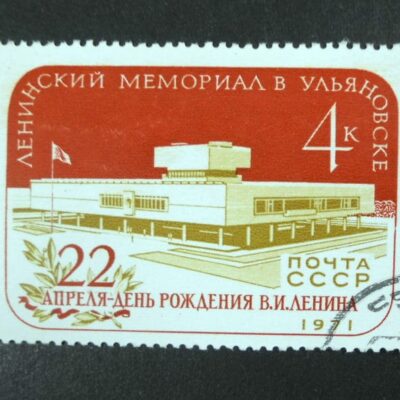 ЛЕНИНСКИЙ МЕМОРИАЛ В УЛЬЯНОВСКЕ
4к
22
ПОЧТА
СССР
АПРЕЛЯ-ДЕНЬ РОЖДЕНИЯ В.И.ЛЕНИНА
1971